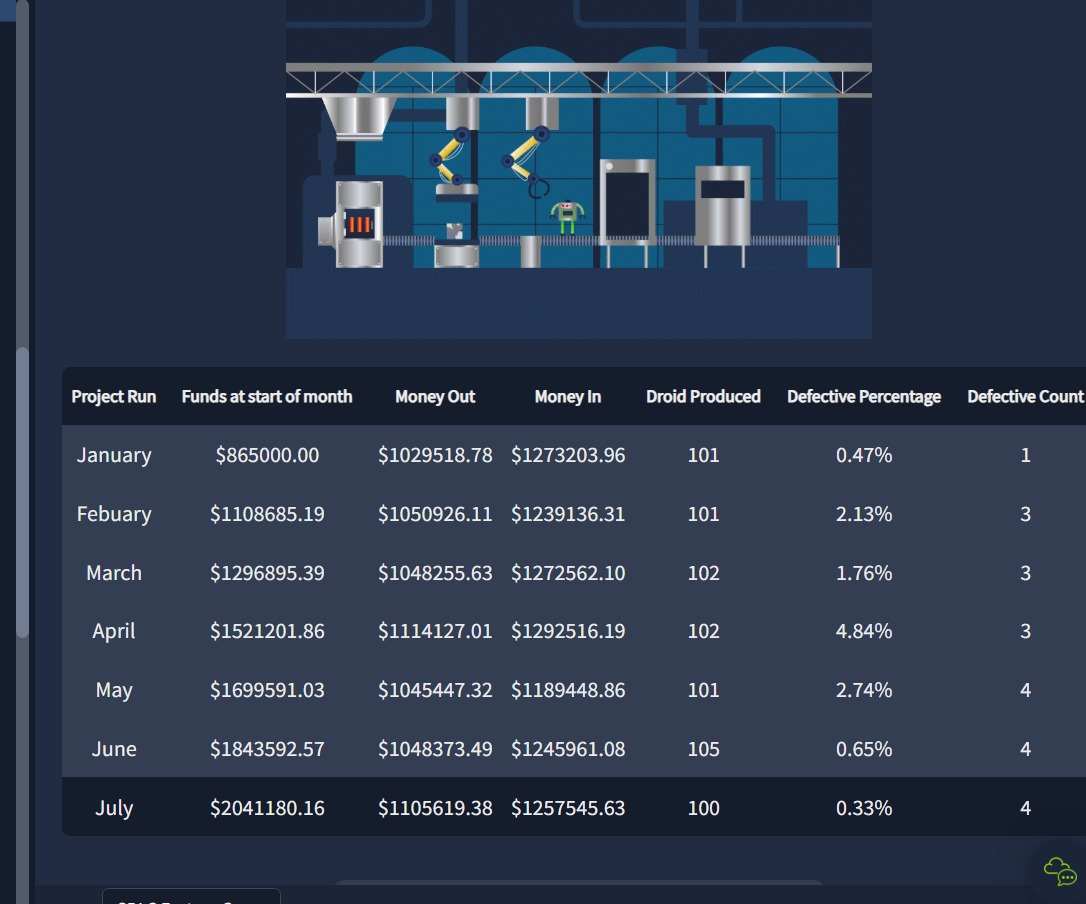 Project Run Funds at start of month Money Out Money In Droid Produced Defective Percentage Defective Count
January $865000.00 $1029518.78 $1273203.96 101 0.47% 1
Febuary $1108685.19 $1050926.11 $1239136.31 101 2.13% 3
March $1296895.39 $1048255.63 $1272562.10 102 1.76% 3
April $1521201.86 $1114127.01 $1292516.19 102 4.84% 3
May $1699591.03 $1045447.32 $1189448.86 101 2.74% 4
June $1843592.57 $1048373.49 $1245961.08 105 0.65% 4
July $2041180.16 $1105619.38 $1257545.63 100 0.33% 4